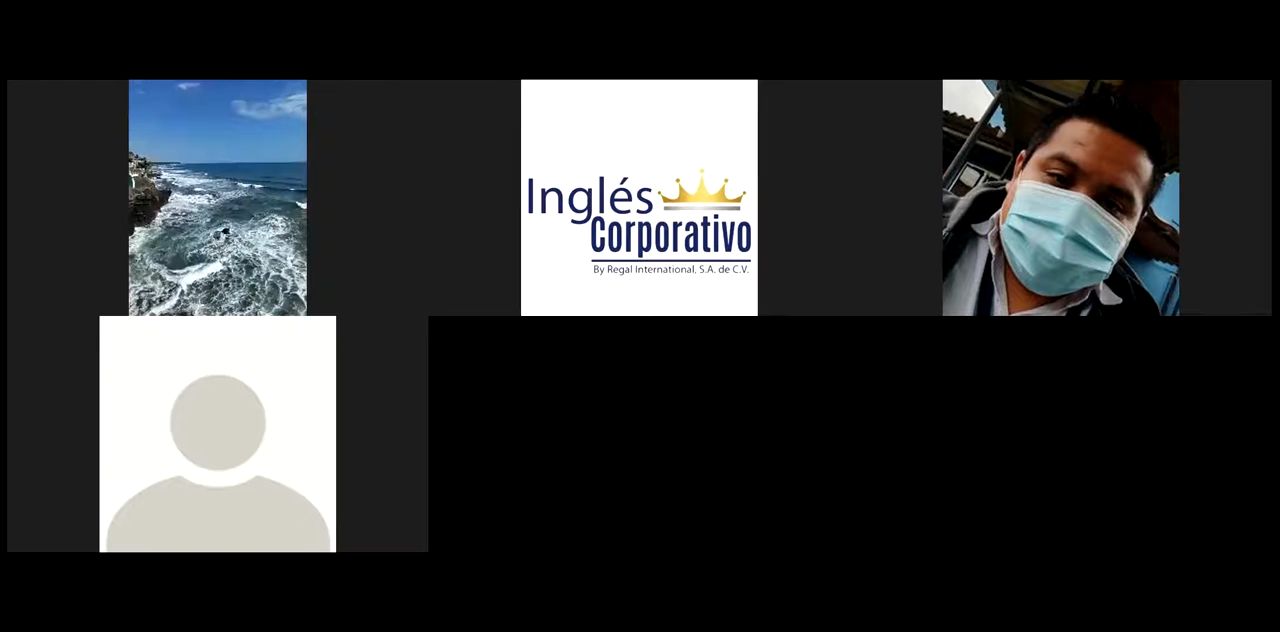 Inglés
Corporativo
By Regal International, S.A. de C.V.